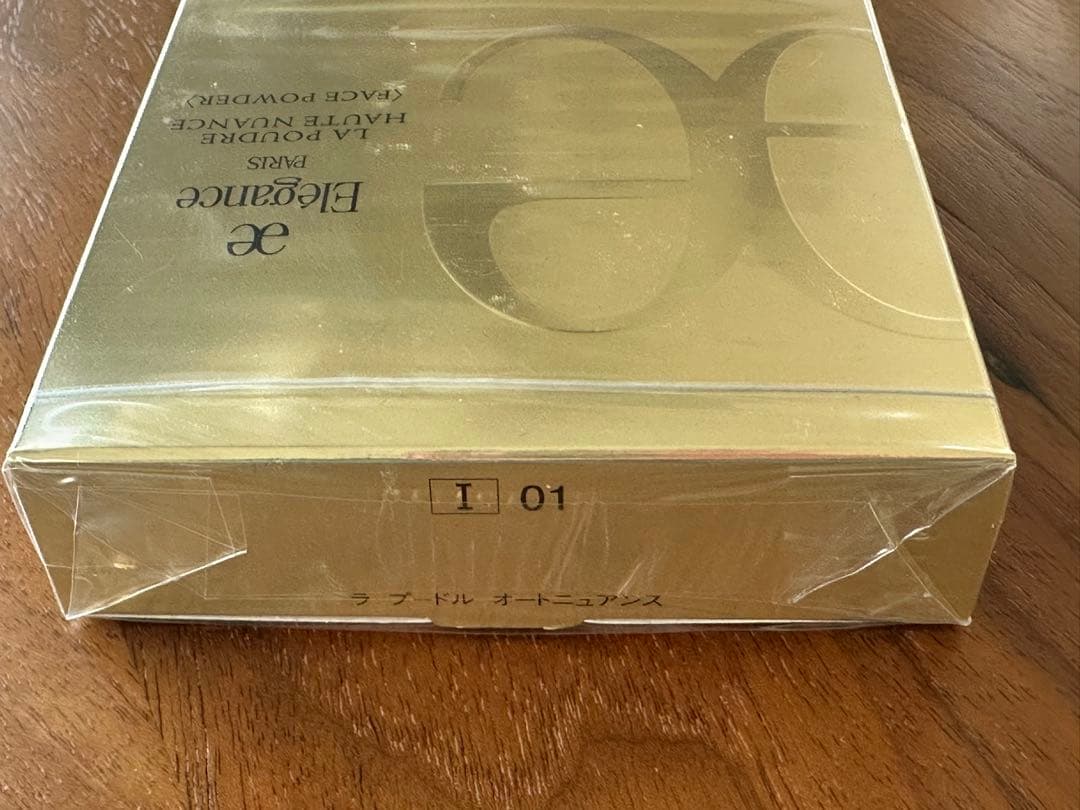 æ
Elégance
PARIS
LA POUDRE
HAUTE NUANCE
〈FACE POWDER〉
I 01
ラ プードル オートニュアンス